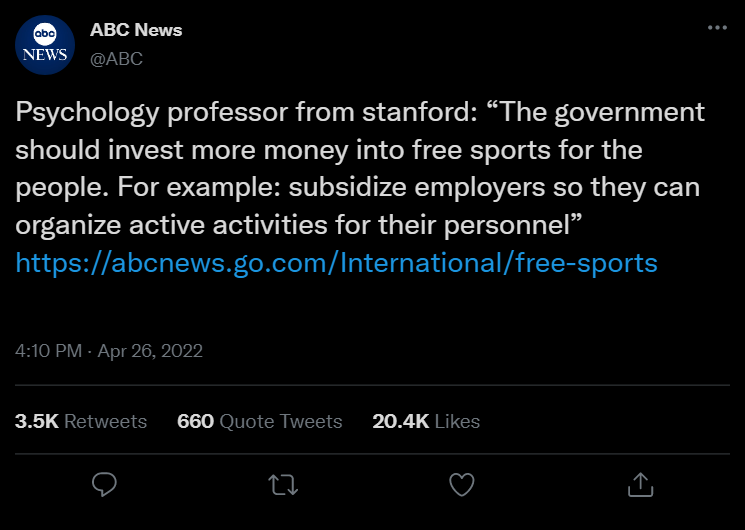 abc
NEWS
ABC News
@ABC
Psychology professor from stanford: “The government
should invest more money into free sports for the
people. For example: subsidize employers so they can
organize active activities for their personnel”
https://abcnews.go.com/International/free-sports
4:10 PM · Apr 26, 2022
3.5K Retweets 660 Quote Tweets 20.4K Likes